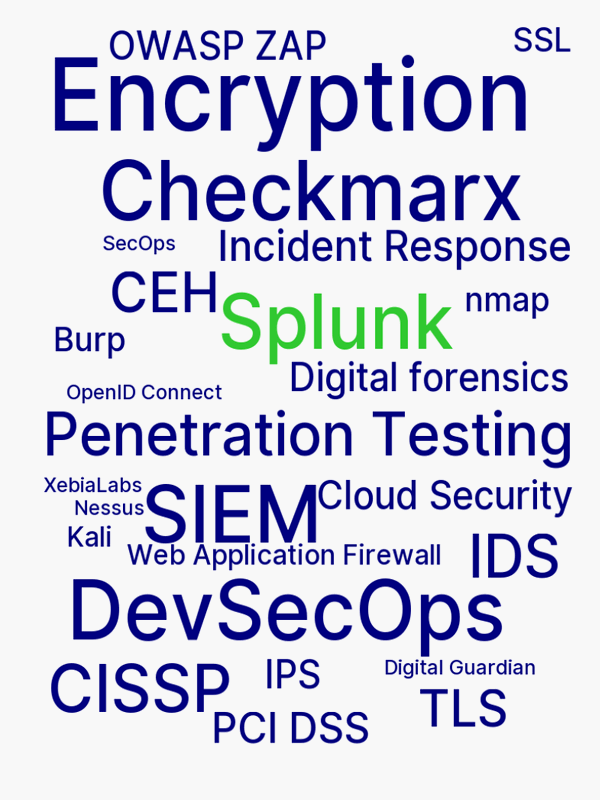 OWASP ZAP
SSL
Encryption
Checkmarx
SecOps
Incident Response
CEH
Splunk
nmap
Burp
Digital forensics
OpenID Connect
Penetration Testing
XebiaLabs
Nessus
SIEM
Cloud Security
Kali
Web Application Firewall
IDS
DevSecOps
CISSP
IPS
Digital Guardian
TLS
PCI DSS